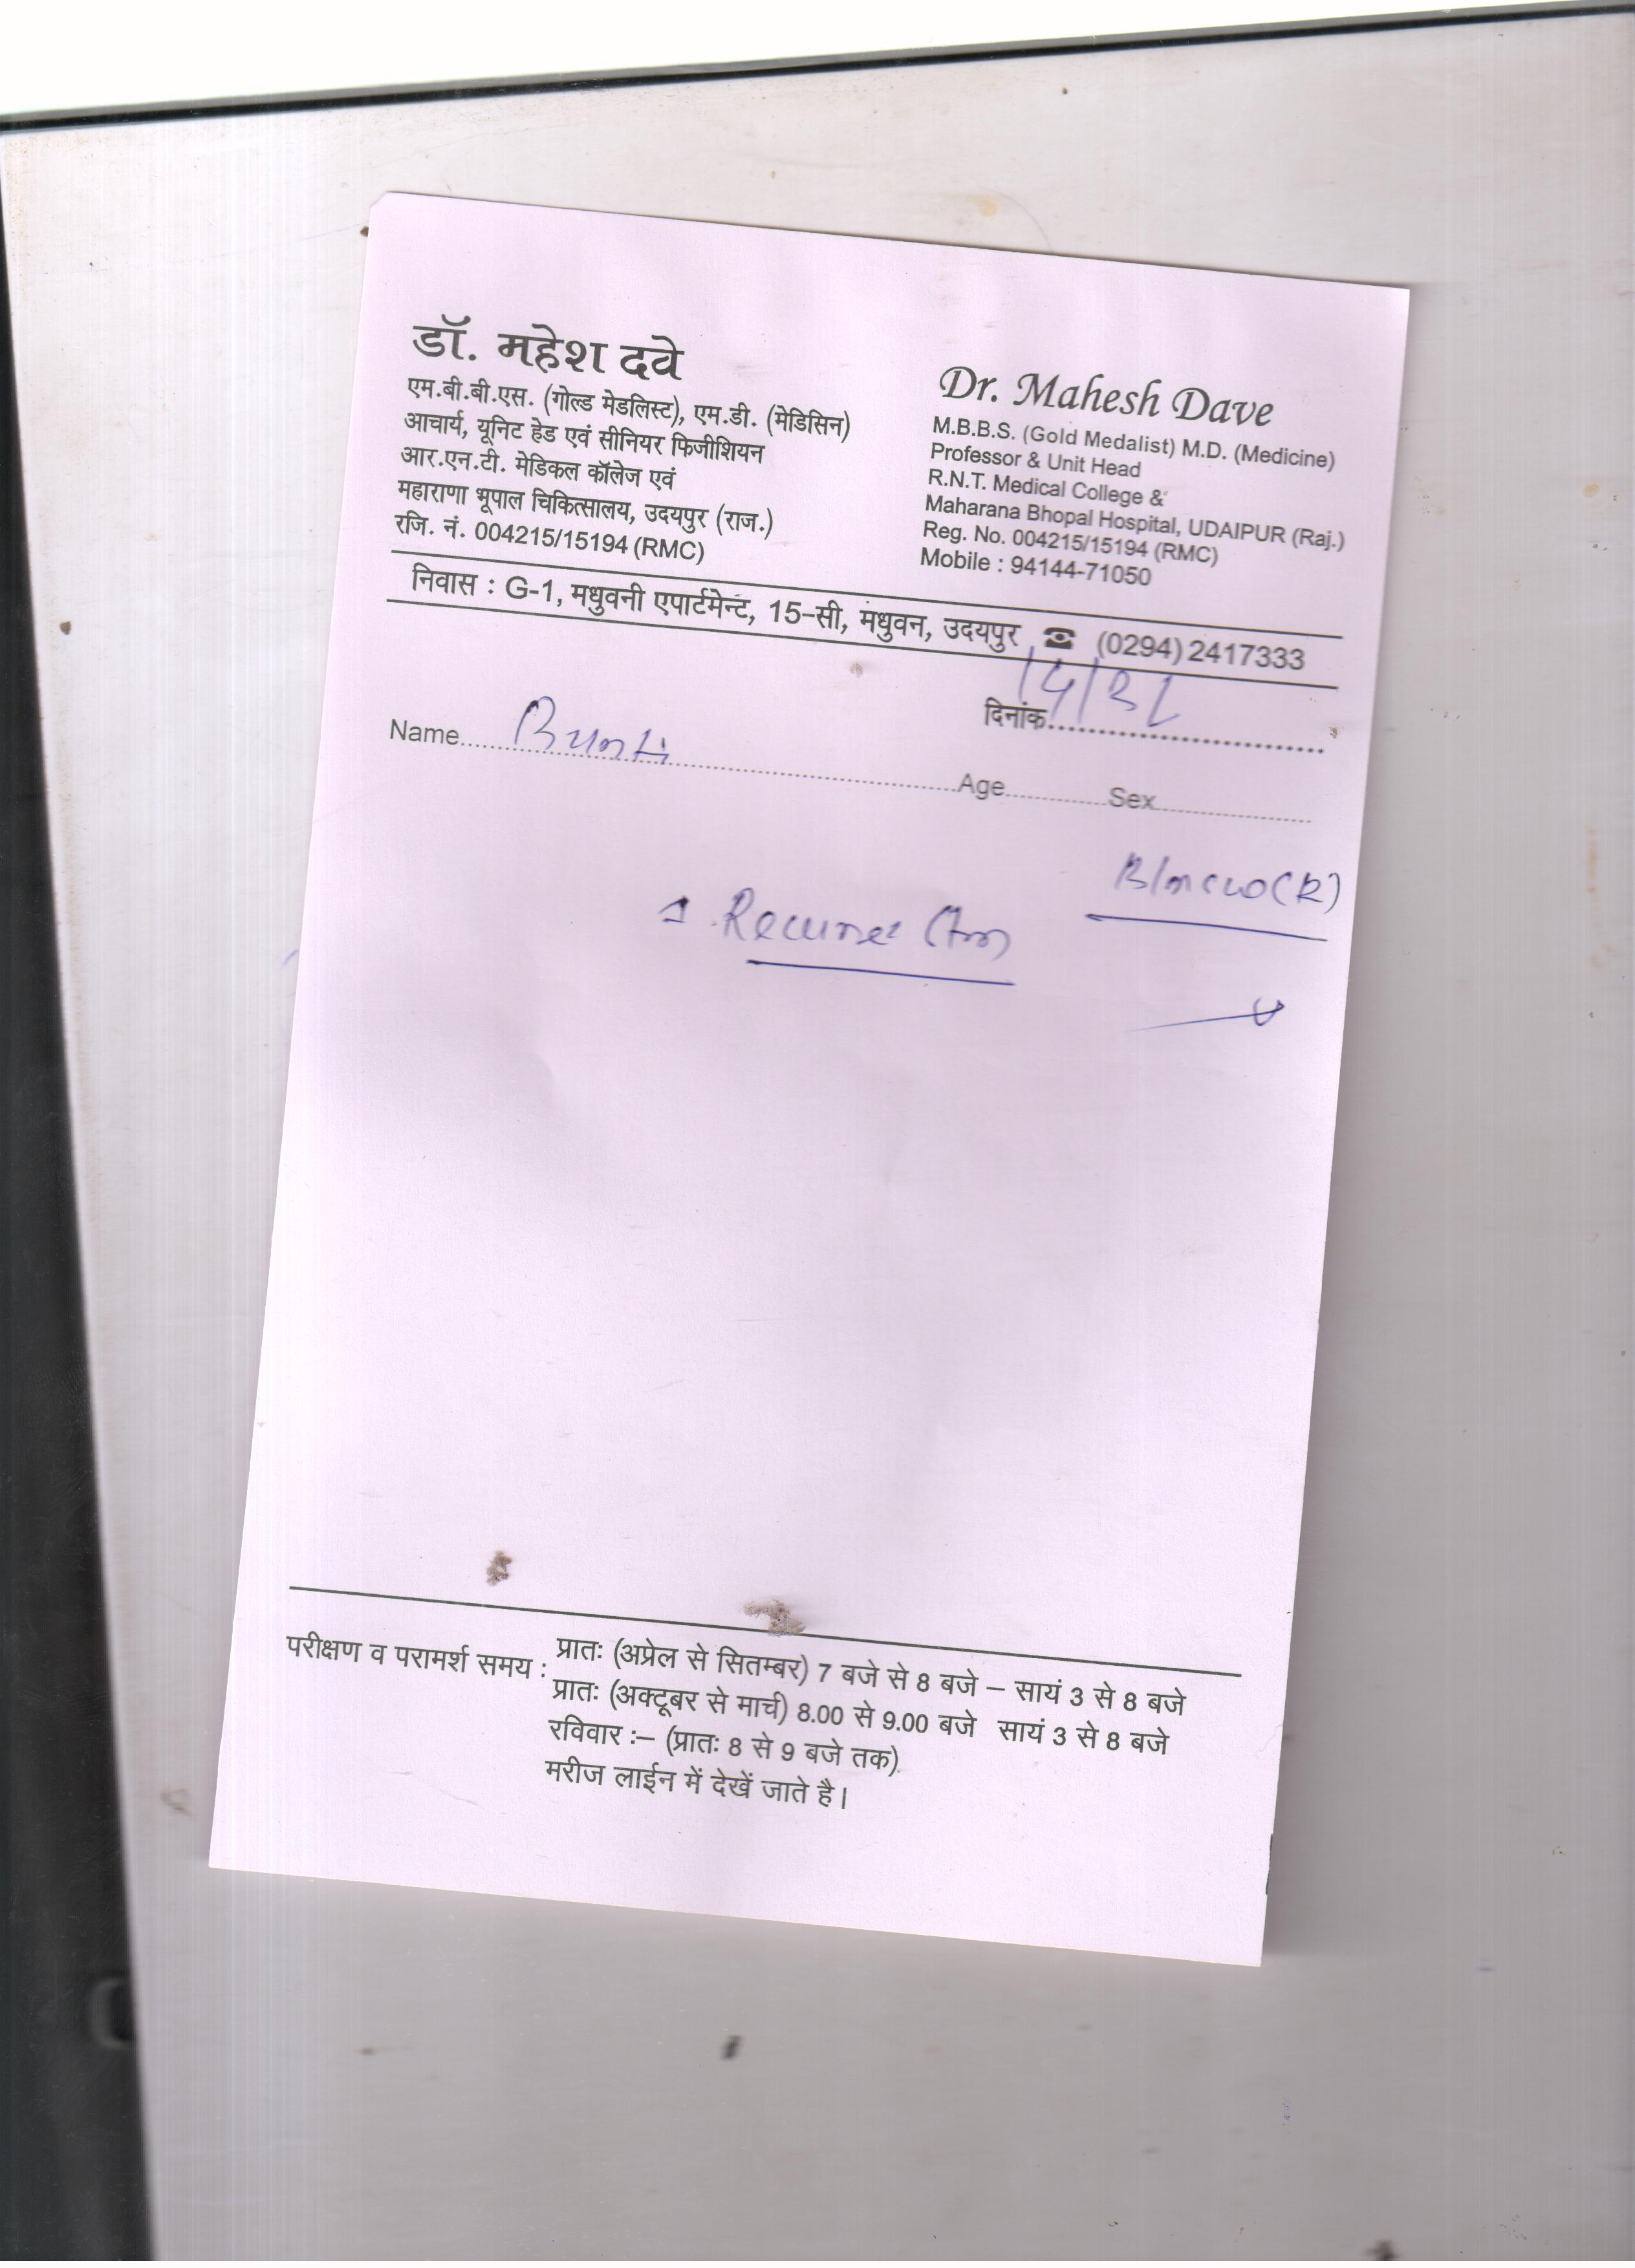 डॉ. महेश दवे
एम.बी.बी.एस. (गोल्ड मेडलिस्ट), एम.डी. (मेडिसिन)
आचार्य, यूनिट हेड एवं सीनियर फिजीशियन
आर.एन.टी. मेडिकल कॉलेज एवं
महाराणा भूपाल चिकित्सालय, उदयपुर (राज.)
रजि. नं. 004215/15194 (RMC)
Dr. Mahesh Dave
M.B.B.S. (Gold Medalist) M.D. (Medicine)
Professor & Unit Head
R.N.T. Medical College &
Maharana Bhopal Hospital, UDAIPUR (Raj.)
Reg. No. 004215/15194 (RMC)
Mobile : 94144-71050
निवास : G-1, मधुवनी एपार्टमेन्ट, 15-सी, मधुवन, उदयपुर ☎ (0294) 2417333
दिनांक
Name Bunti
Age Sex
परीक्षण व परामर्श समय : प्रातः (अप्रेल से सितम्बर) 7 बजे से 8 बजे – सायं 3 से 8 बजे
प्रातः (अक्टूबर से मार्च) 8.00 से 9.00 बजे सायं 3 से 8 बजे
रविवार :– (प्रातः 8 से 9 बजे तक)
मरीज लाईन में देखें जाते है।